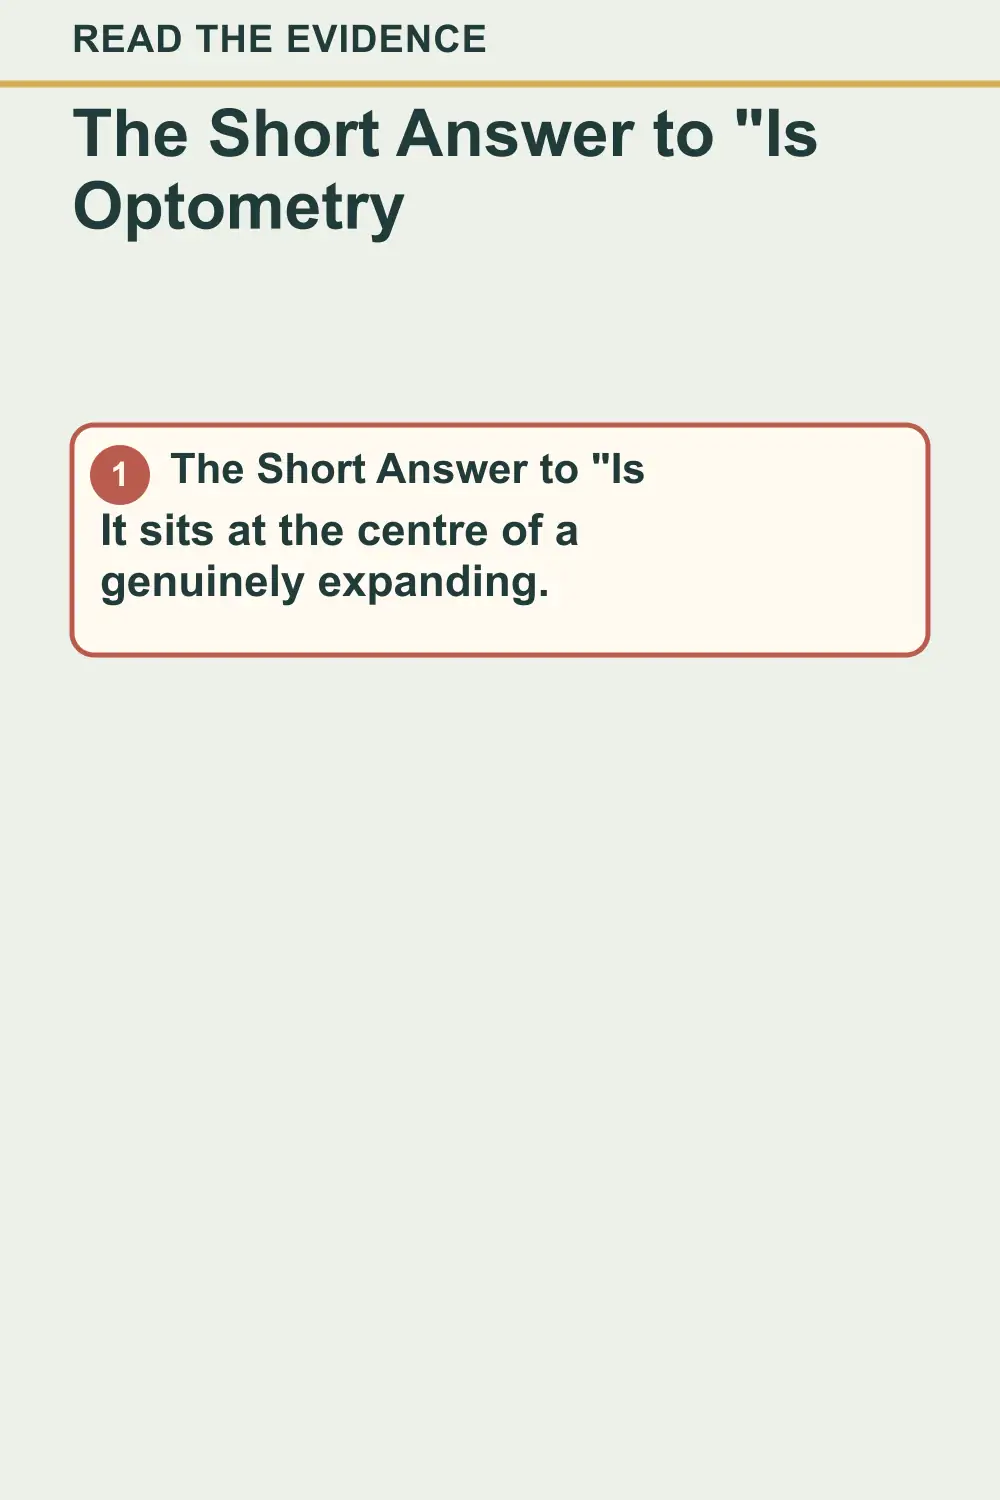 READ THE EVIDENCE
The Short Answer to "Is
Optometry
1 The Short Answer to "Is
It sits at the centre of a
genuinely expanding.